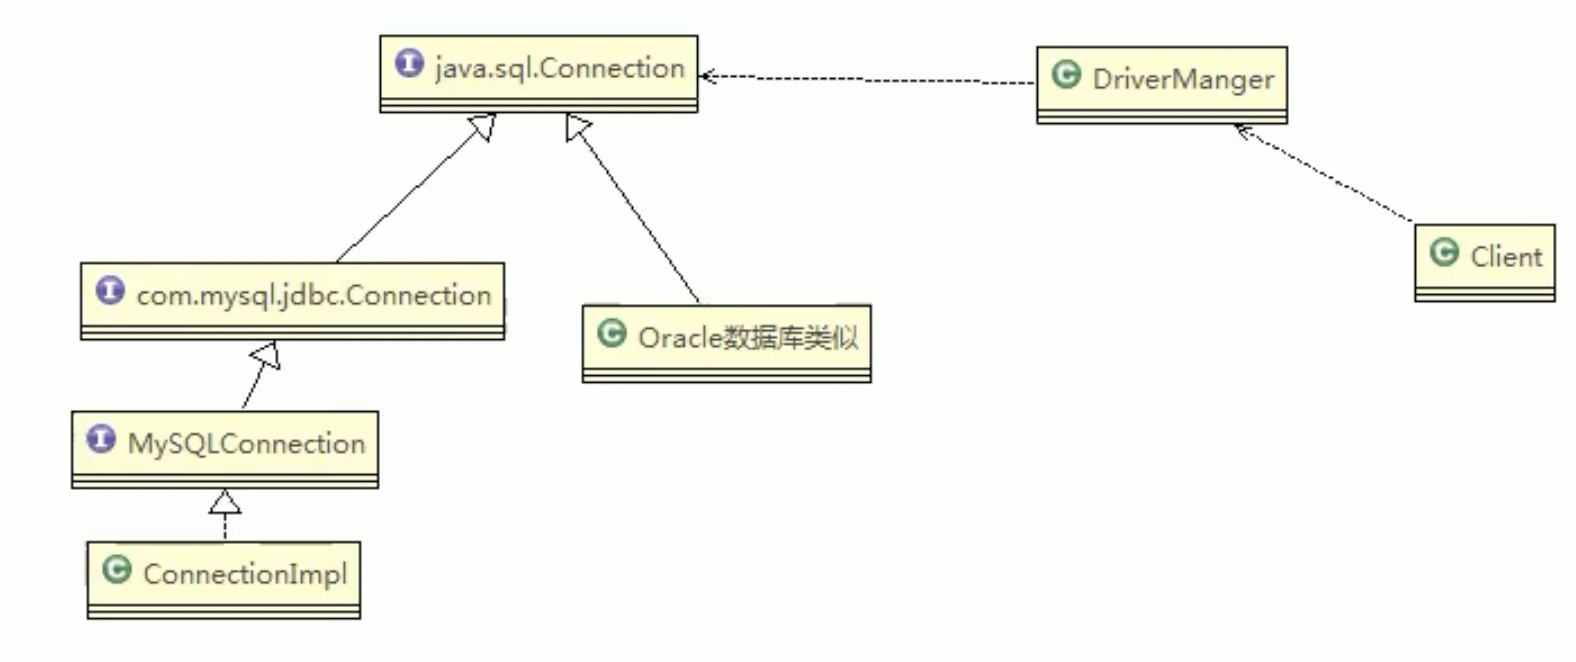 I java.sql.Connection
C DriverManger
I com.mysql.jdbc.Connection
C Client
C Oracle数据库类似
I MySQLConnection
C ConnectionImpl